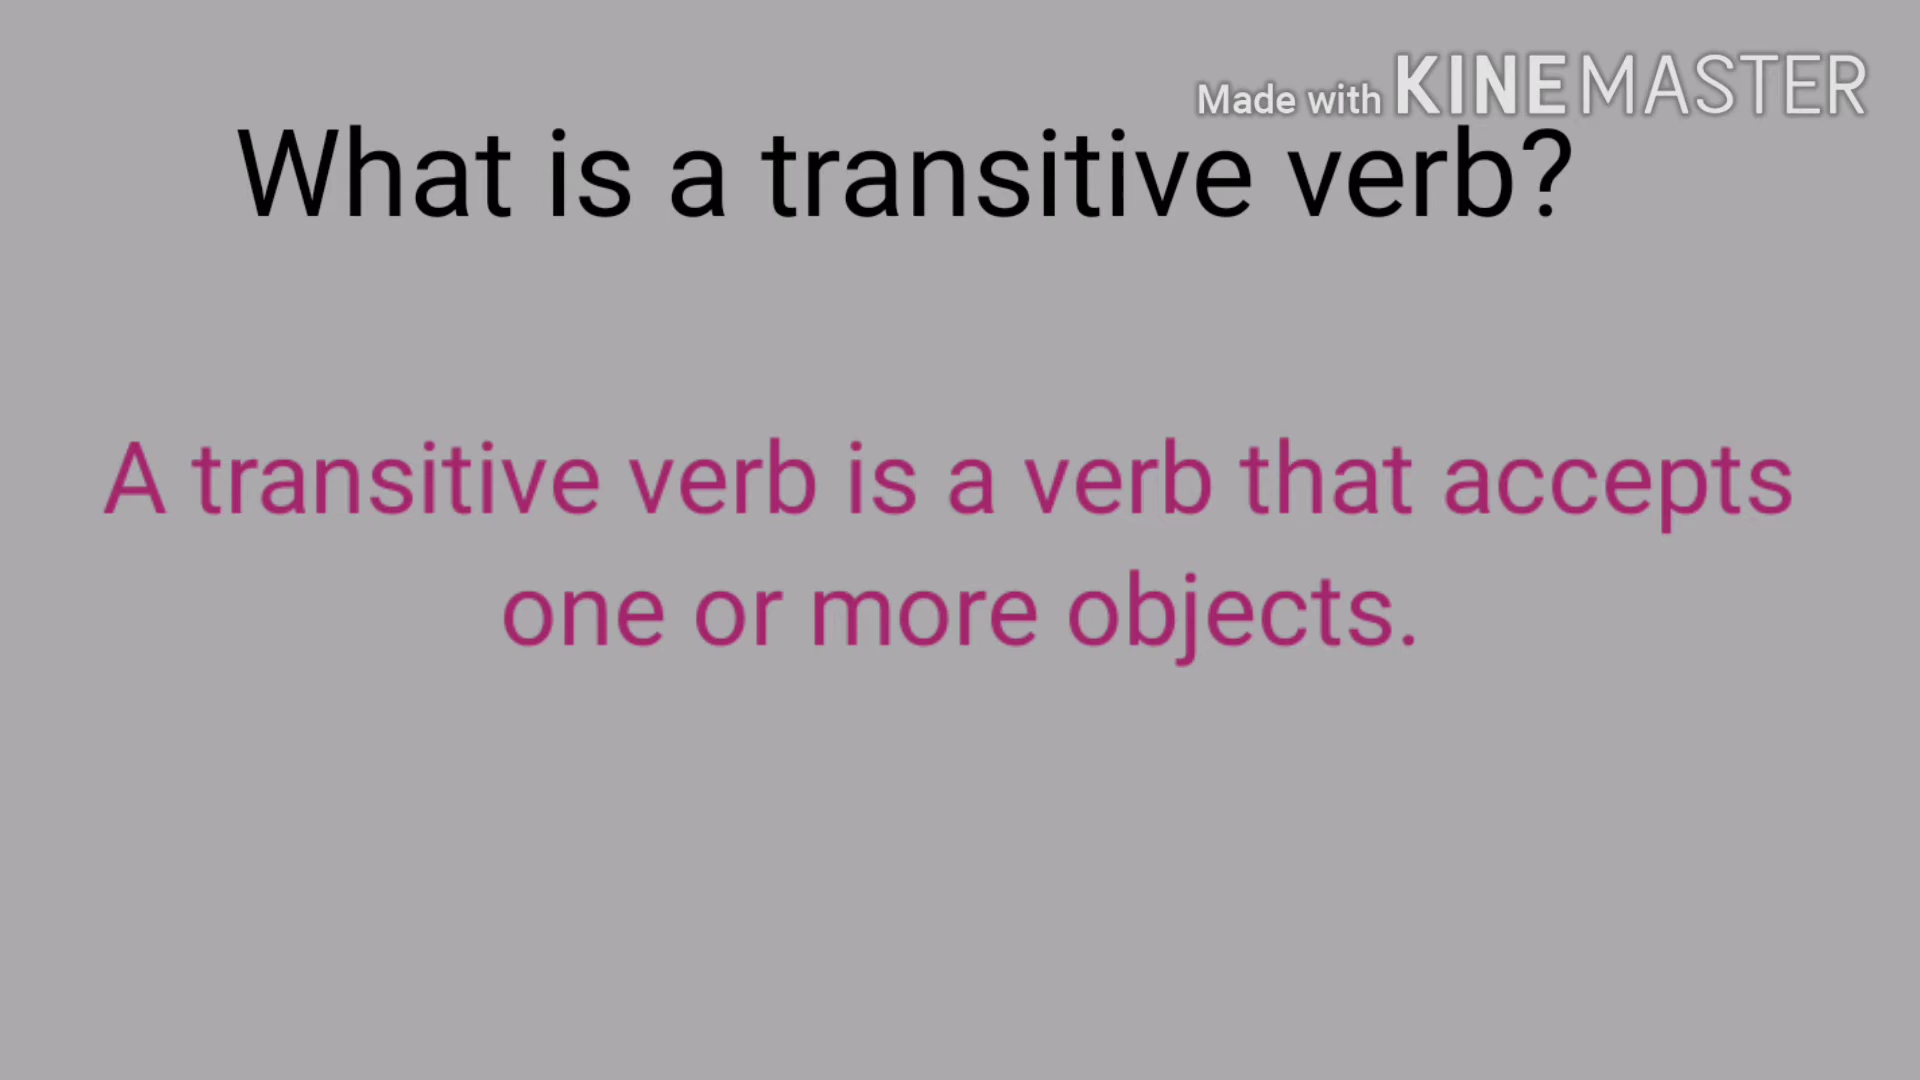 Made with KINEMASTER
What is a transitive verb?
A transitive verb is a verb that accepts
one or more objects.